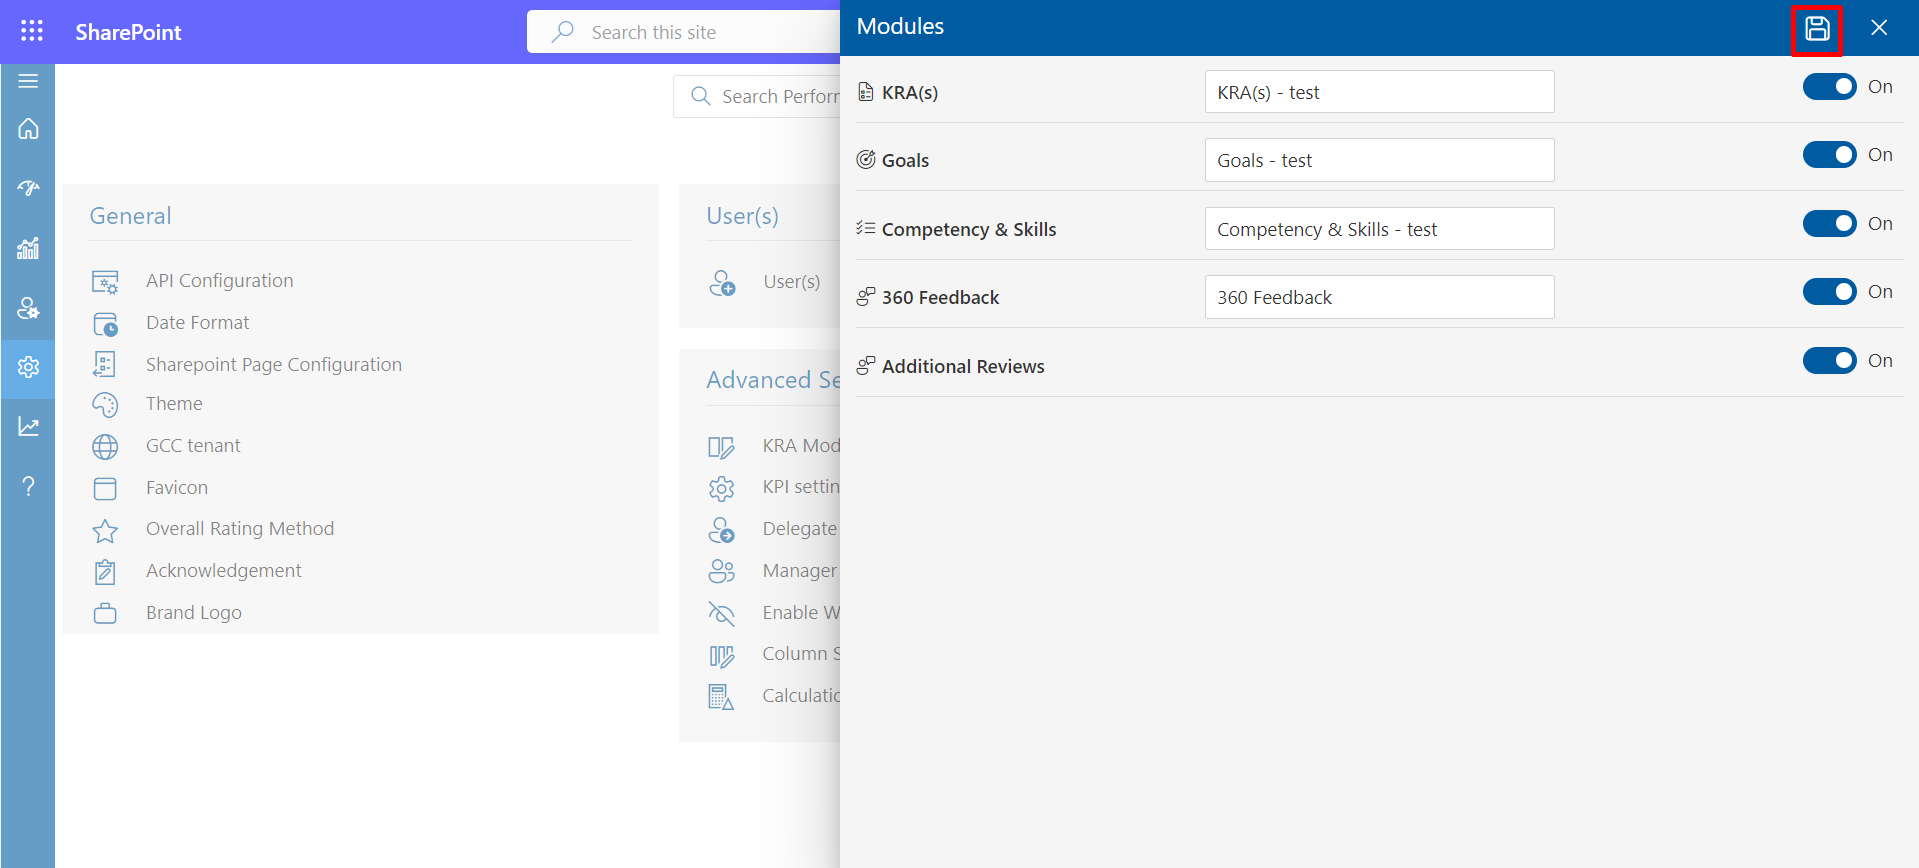 SharePoint
Search this site
Modules
Search Perfor
KRA(s)
KRA(s) - test
On
Goals
Goals - test
On
Competency & Skills
Competency & Skills - test
On
360 Feedback
360 Feedback
On
Additional Reviews
On
General
API Configuration
Date Format
Sharepoint Page Configuration
Theme
GCC tenant
Favicon
Overall Rating Method
Acknowledgement
Brand Logo
User(s)
User(s)
Advanced Se
KRA Mod
KPI settin
Delegate
Manager
Enable W
Column S
Calculatio